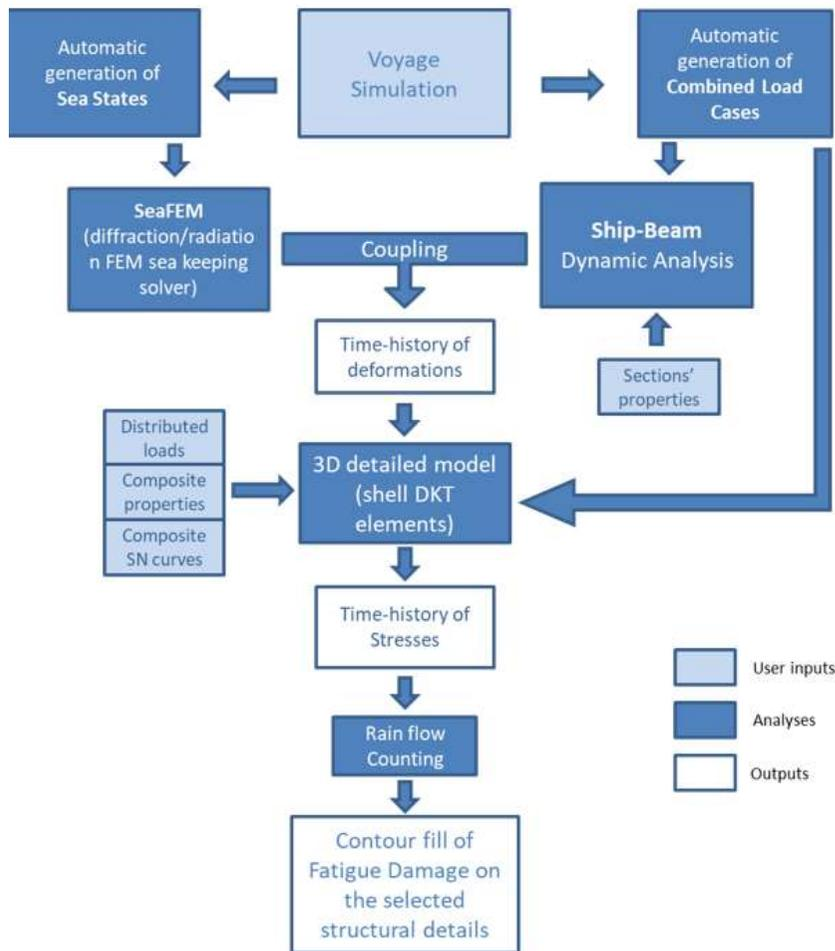 Automatic
generation of
Sea States
Voyage
Simulation
Automatic
generation of
Combined Load
Cases
SeaFEM
(diffraction/radiatio
n FEM sea keeping
solver)
Coupling
Ship-Beam
Dynamic Analysis
Time-history of
deformations
Sections'
properties
Distributed
loads
Composite
properties
Composite
SN curves
3D detailed model
(shell DKT
elements)
Time-history of
Stresses
Rain flow
Counting
Contour fill of
Fatigue Damage on
the selected
structural details
User inputs
Analyses
Outputs